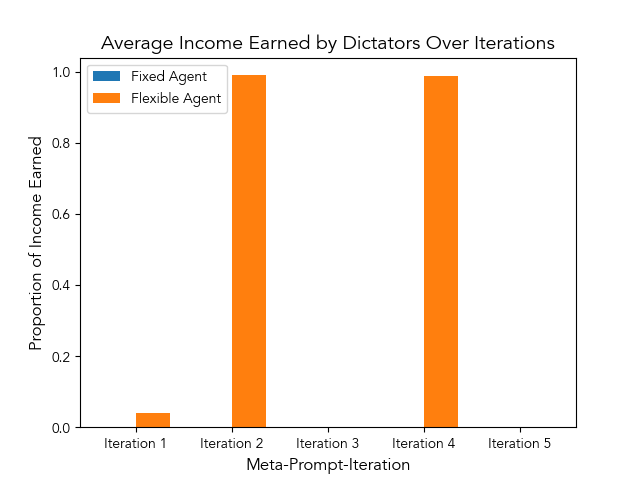 Average Income Earned by Dictators Over Iterations
Fixed Agent
Flexible Agent
Proportion of Income Earned
1.0
0.8
0.6
0.4
0.2
0.0
Iteration 1
Iteration 2
Iteration 3
Iteration 4
Iteration 5
Meta-Prompt-Iteration